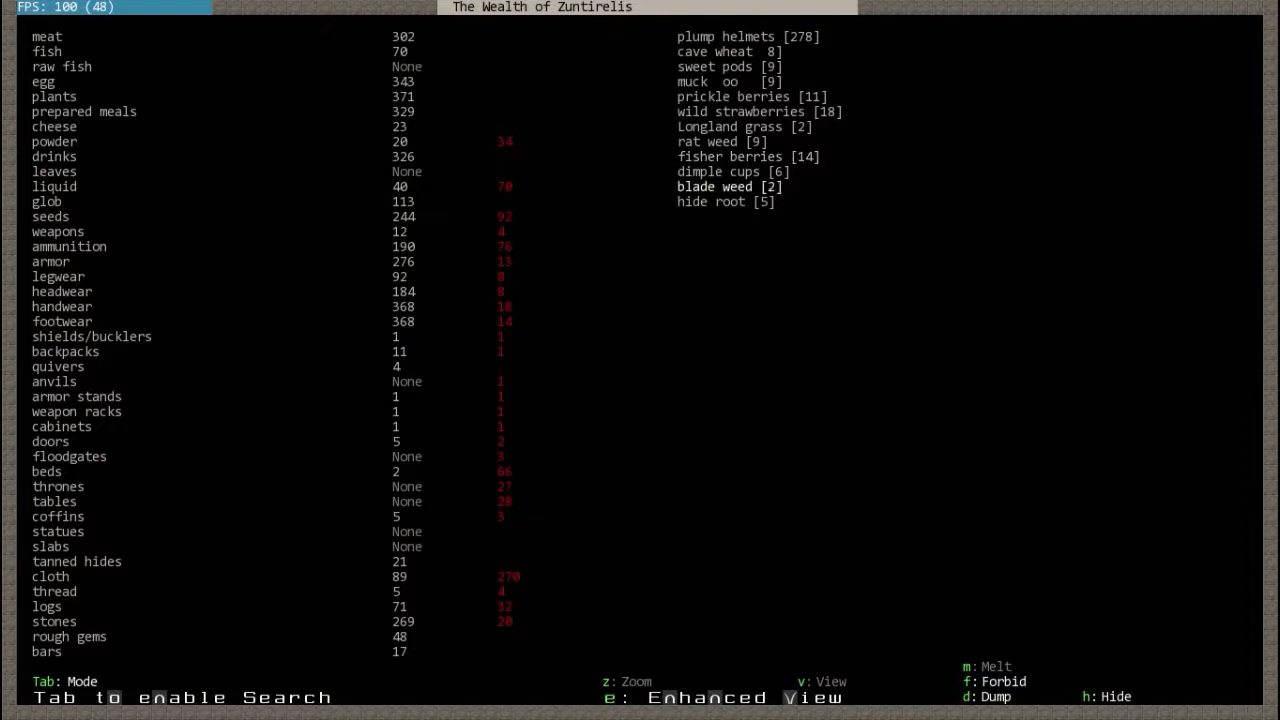 FPS: 100 (48) The Wealth of Zuntirelis
meat 302 plump helmets [278]
fish 70 cave wheat 8]
raw fish None sweet pods [9]
egg 343 muck oo [9]
plants 371 prickle berries [11]
prepared meals 329 wild strawberries [18]
cheese 23 Longland grass [2]
powder 20 34 rat weed [9]
drinks 326 fisher berries [14]
leaves None dimple cups [6]
liquid 40 70 blade weed [2]
glob 113 hide root [5]
seeds 244 92
weapons 12 4
ammunition 190 76
armor 276 13
legwear 92 8
headwear 184 8
handwear 368 18
footwear 368 14
shields/bucklers 1 1
backpacks 11 1
quivers 4
anvils None 1
armor stands 1 1
weapon racks 1 1
cabinets 1 1
doors 5 2
floodgates None 3
beds 2 66
thrones None 27
tables None 28
coffins 5 3
statues None
slabs None
tanned hides 21
cloth 89 270
thread 5 4
logs 71 32
stones 269 20
rough gems 48
bars 17
m: Melt
Tab: Mode z: Zoom v: View f: Forbid
Tab to enable Search e: Enhanced View d: Dump h: Hide